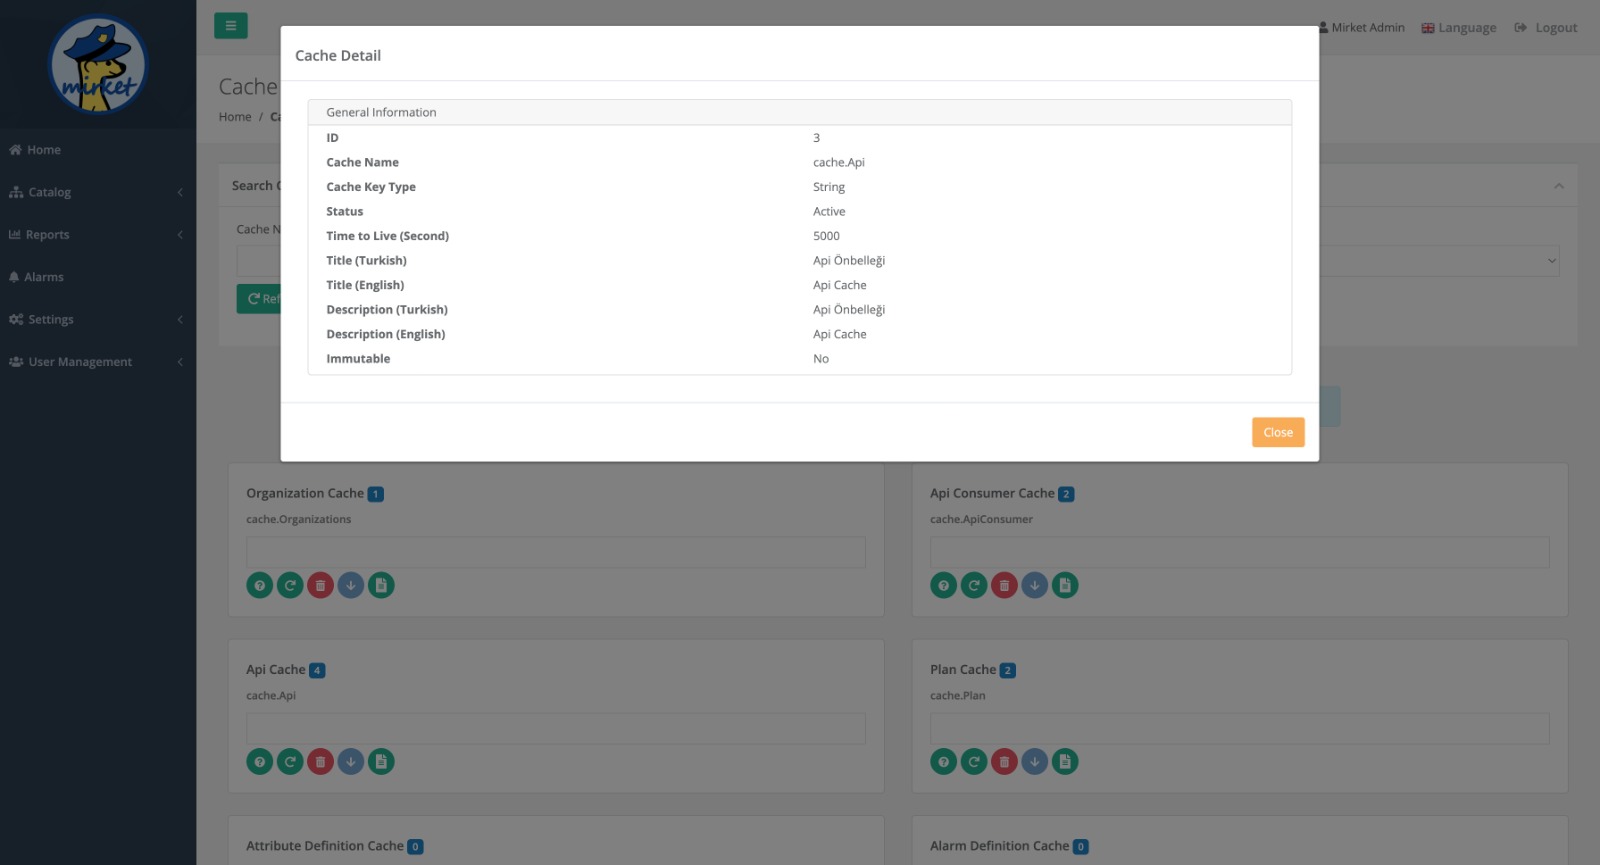 mirket
Mirket Admin
Language
Logout
Cache Detail
Cache
Home /
General Information
ID 3
Cache Name cache.Api
Cache Key Type String
Status Active
Time to Live (Second) 5000
Title (Turkish) Api Önbelleği
Title (English) Api Cache
Description (Turkish) Api Önbelleği
Description (English) Api Cache
Immutable No
Close
Home
Catalog
Reports
Alarms
Settings
User Management
Search
Cache
Organization Cache 1
cache.Organizations
Api Consumer Cache 2
cache.ApiConsumer
Api Cache 4
cache.Api
Plan Cache 2
cache.Plan
Attribute Definition Cache 0
Alarm Definition Cache 0